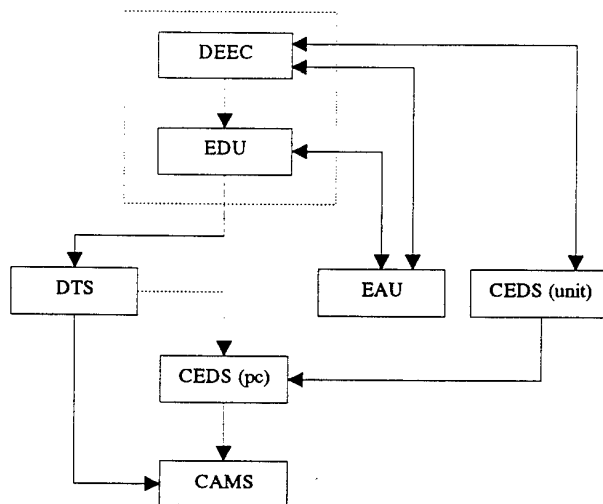 DEEC
EDU
DTS
EAU
CEDS (unit)
CEDS (pc)
CAMS